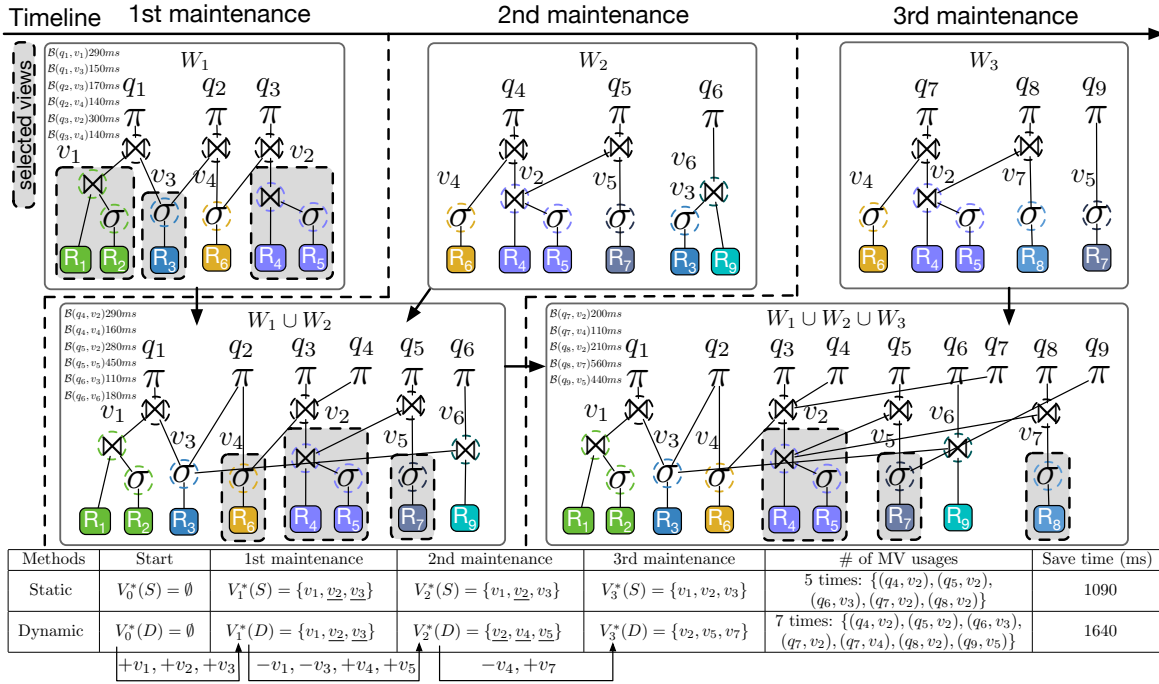 Timeline 1st maintenance 2nd maintenance 3rd maintenance
selected views
W₁
B(q₁, v₁)290ms
B(q₁, v₃)150ms
B(q₂, v₃)170ms
B(q₂, v₄)140ms
B(q₃, v₂)300ms
B(q₃, v₄)140ms
q₁ q₂ q₃
π π π
⋈ ⋈ ⋈
v₁ v₃ v₄ v₂
⋈ ⋈
σ σ σ σ
R₁ R₂ R₃ R₆ R₄ R₅
W₂
q₄ q₅ q₆
π π π
⋈ ⋈
v₄ v₂ v₅ v₃ v₆
⋈ ⋈
σ σ σ σ
R₆ R₄ R₅ R₇ R₃ R₉
W₃
q₇ q₈ q₉
π π π
⋈ ⋈
v₄ v₂ v₇ v₅
⋈
σ σ σ σ
R₆ R₄ R₅ R₈ R₇
W₁ ∪ W₂
B(q₄, v₂)290ms
B(q₄, v₄)160ms
B(q₅, v₂)280ms
B(q₅, v₅)450ms
B(q₆, v₃)110ms
B(q₆, v₆)180ms
q₁ q₂ q₃ q₄ q₅ q₆
π π π π π π
⋈ ⋈ ⋈
v₁ v₃ v₄ v₂ v₅ v₆
⋈ ⋈ ⋈
σ σ σ σ σ
R₁ R₂ R₃ R₆ R₄ R₅ R₇ R₉
W₁ ∪ W₂ ∪ W₃
B(q₇, v₂)200ms
B(q₇, v₄)110ms
B(q₈, v₂)210ms
B(q₈, v₇)560ms
B(q₉, v₅)440ms
q₁ q₂ q₃ q₄ q₅ q₆ q₇ q₈ q₉
π π π π π π π π π
⋈ ⋈ ⋈ ⋈
v₁ v₃ v₄ v₂ v₅ v₆ v₇
⋈ ⋈ ⋈
σ σ σ σ σ σ
R₁ R₂ R₃ R₆ R₄ R₅ R₇ R₉ R₈
Methods Start 1st maintenance 2nd maintenance 3rd maintenance # of MV usages Save time (ms)
Static V₀*(S) = ∅ V₁*(S) = {v₁, v₂, v₃} V₂*(S) = {v₁, v₂, v₃} V₃*(S) = {v₁, v₂, v₃} 5 times: {(q₄, v₂), (q₅, v₂), 1090
(q₆, v₃), (q₇, v₂), (q₈, v₂)}
Dynamic V₀*(D) = ∅ V₁*(D) = {v₁, v₂, v₃} V₂*(D) = {v₂, v₄, v₅} V₃*(D) = {v₂, v₅, v₇} 7 times: {(q₄, v₂), (q₅, v₂), (q₆, v₃), 1640
(q₇, v₂), (q₇, v₄), (q₈, v₂), (q₉, v₅)}
+v₁, +v₂, +v₃ −v₁, −v₃, +v₄, +v₅ −v₄, +v₇